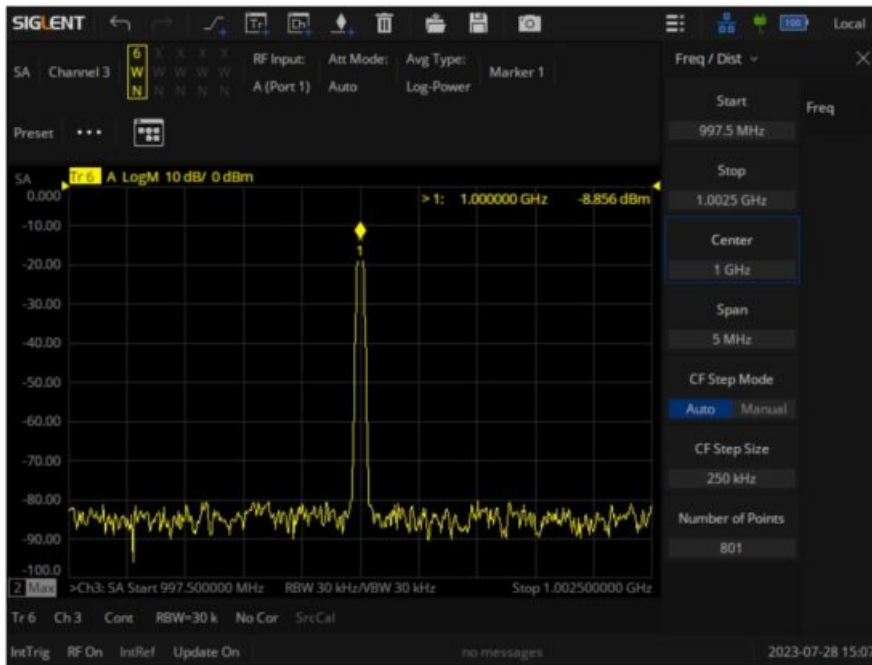 SIGLENT Tr Ch 100 Local
6 X X X X
SA Channel 3 W W W W W RF Input: Att Mode: Avg Type: Marker 1
N N N N N A (Port 1) Auto Log-Power
Preset •••
Freq / Dist
Freq
Start
997.5 MHz
Stop
1.0025 GHz
Center
1 GHz
Span
5 MHz
CF Step Mode
Auto Manual
CF Step Size
250 kHz
Number of Points
801
SA Tr 6 A LogM 10 dB/ 0 dBm
> 1: 1.000000 GHz -8.856 dBm
1
0.000
-10.00
-20.00
-30.00
-40.00
-50.00
-60.00
-70.00
-80.00
-90.00
-100.0
2 Max >Ch3: SA Start 997.500000 MHz RBW 30 kHz/VBW 30 kHz Stop 1.002500000 GHz
Tr 6 Ch 3 Cont RBW=30 k No Cor SrcCal
IntTrig RF On IntRef Update On no messages 2023-07-28 15:07